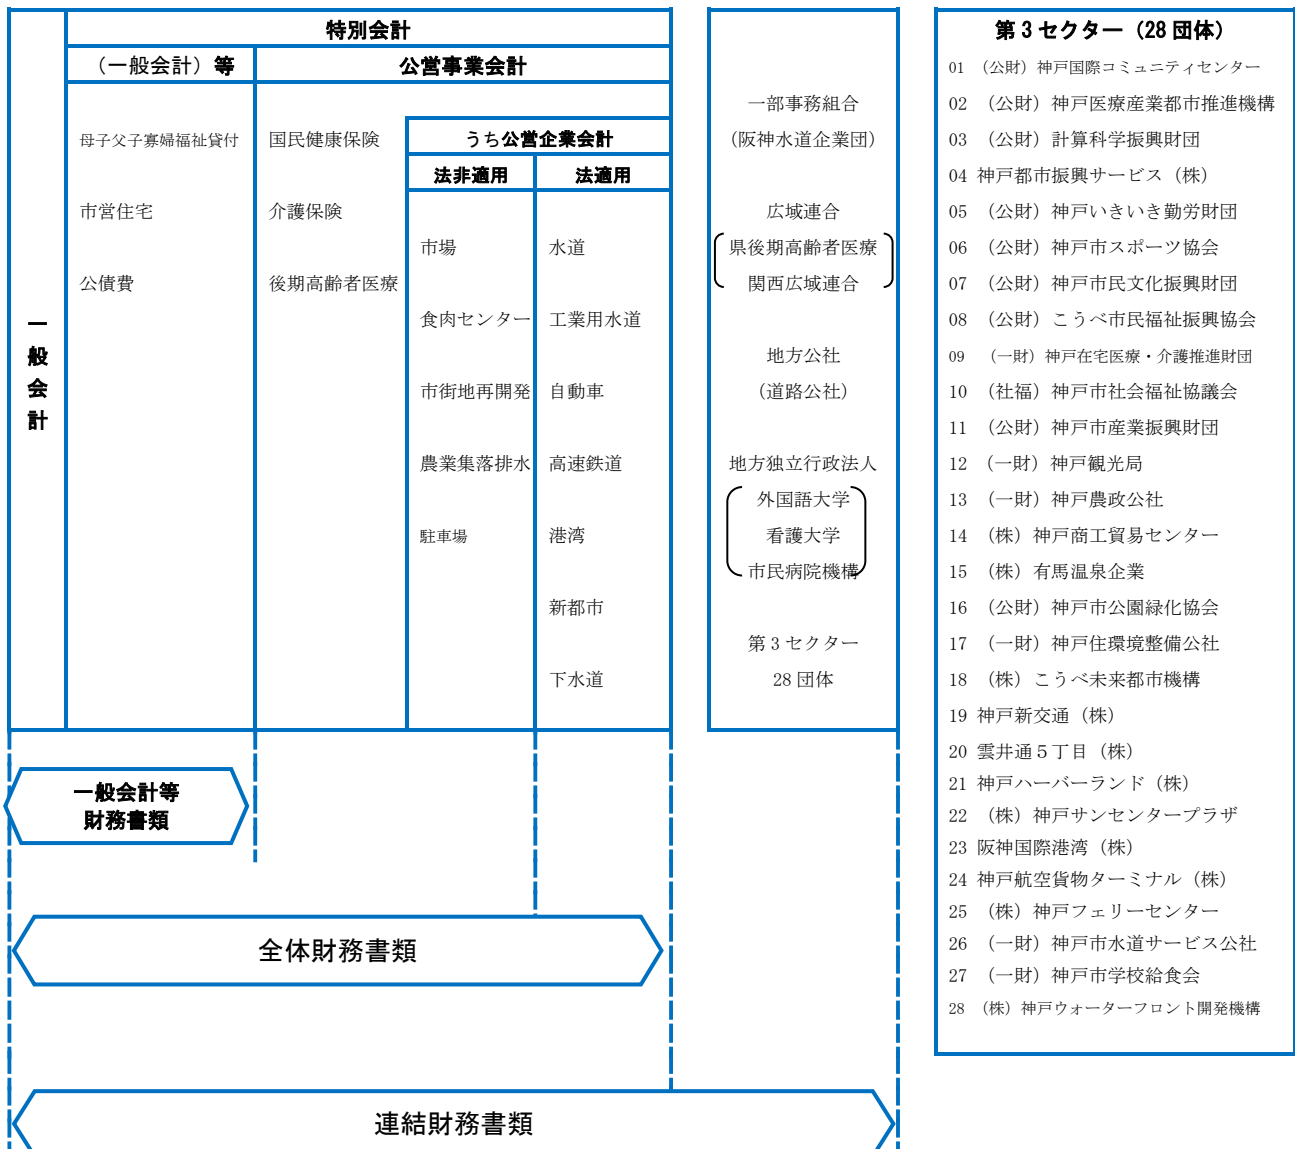 一般会計
特別会計
（一般会計）等
公営事業会計
母子父子寡婦福祉貸付
市営住宅
公債費
国民健康保険
介護保険
後期高齢者医療
うち公営企業会計
法非適用
法適用
市場
食肉センター
市街地再開発
農業集落排水
駐車場
水道
工業用水道
自動車
高速鉄道
港湾
新都市
下水道
一部事務組合
（阪神水道企業団）
広域連合
県後期高齢者医療
関西広域連合
地方公社
（道路公社）
地方独立行政法人
外国語大学
看護大学
市民病院機構
第３セクター
28 団体
第３セクター（28 団体）
01 （公財）神戸国際コミュニティセンター
02 （公財）神戸医療産業都市推進機構
03 （公財）計算科学振興財団
04 神戸都市振興サービス（株）
05 （公財）神戸いきいき勤労財団
06 （公財）神戸市スポーツ協会
07 （公財）神戸市民文化振興財団
08 （公財）こうべ市民福祉振興協会
09 （一財）神戸在宅医療・介護推進財団
10 （社福）神戸市社会福祉協議会
11 （公財）神戸市産業振興財団
12 （一財）神戸観光局
13 （一財）神戸農政公社
14 （株）神戸商工貿易センター
15 （株）有馬温泉企業
16 （公財）神戸市公園緑化協会
17 （一財）神戸住環境整備公社
18 （株）こうべ未来都市機構
19 神戸新交通（株）
20 雲井通５丁目（株）
21 神戸ハーバーランド（株）
22 （株）神戸サンセンタープラザ
23 阪神国際港湾（株）
24 神戸航空貨物ターミナル（株）
25 （株）神戸フェリーセンター
26 （一財）神戸市水道サービス公社
27 （一財）神戸市学校給食会
28 （株）神戸ウォーターフロント開発機構
一般会計等
財務書類
全体財務書類
連結財務書類